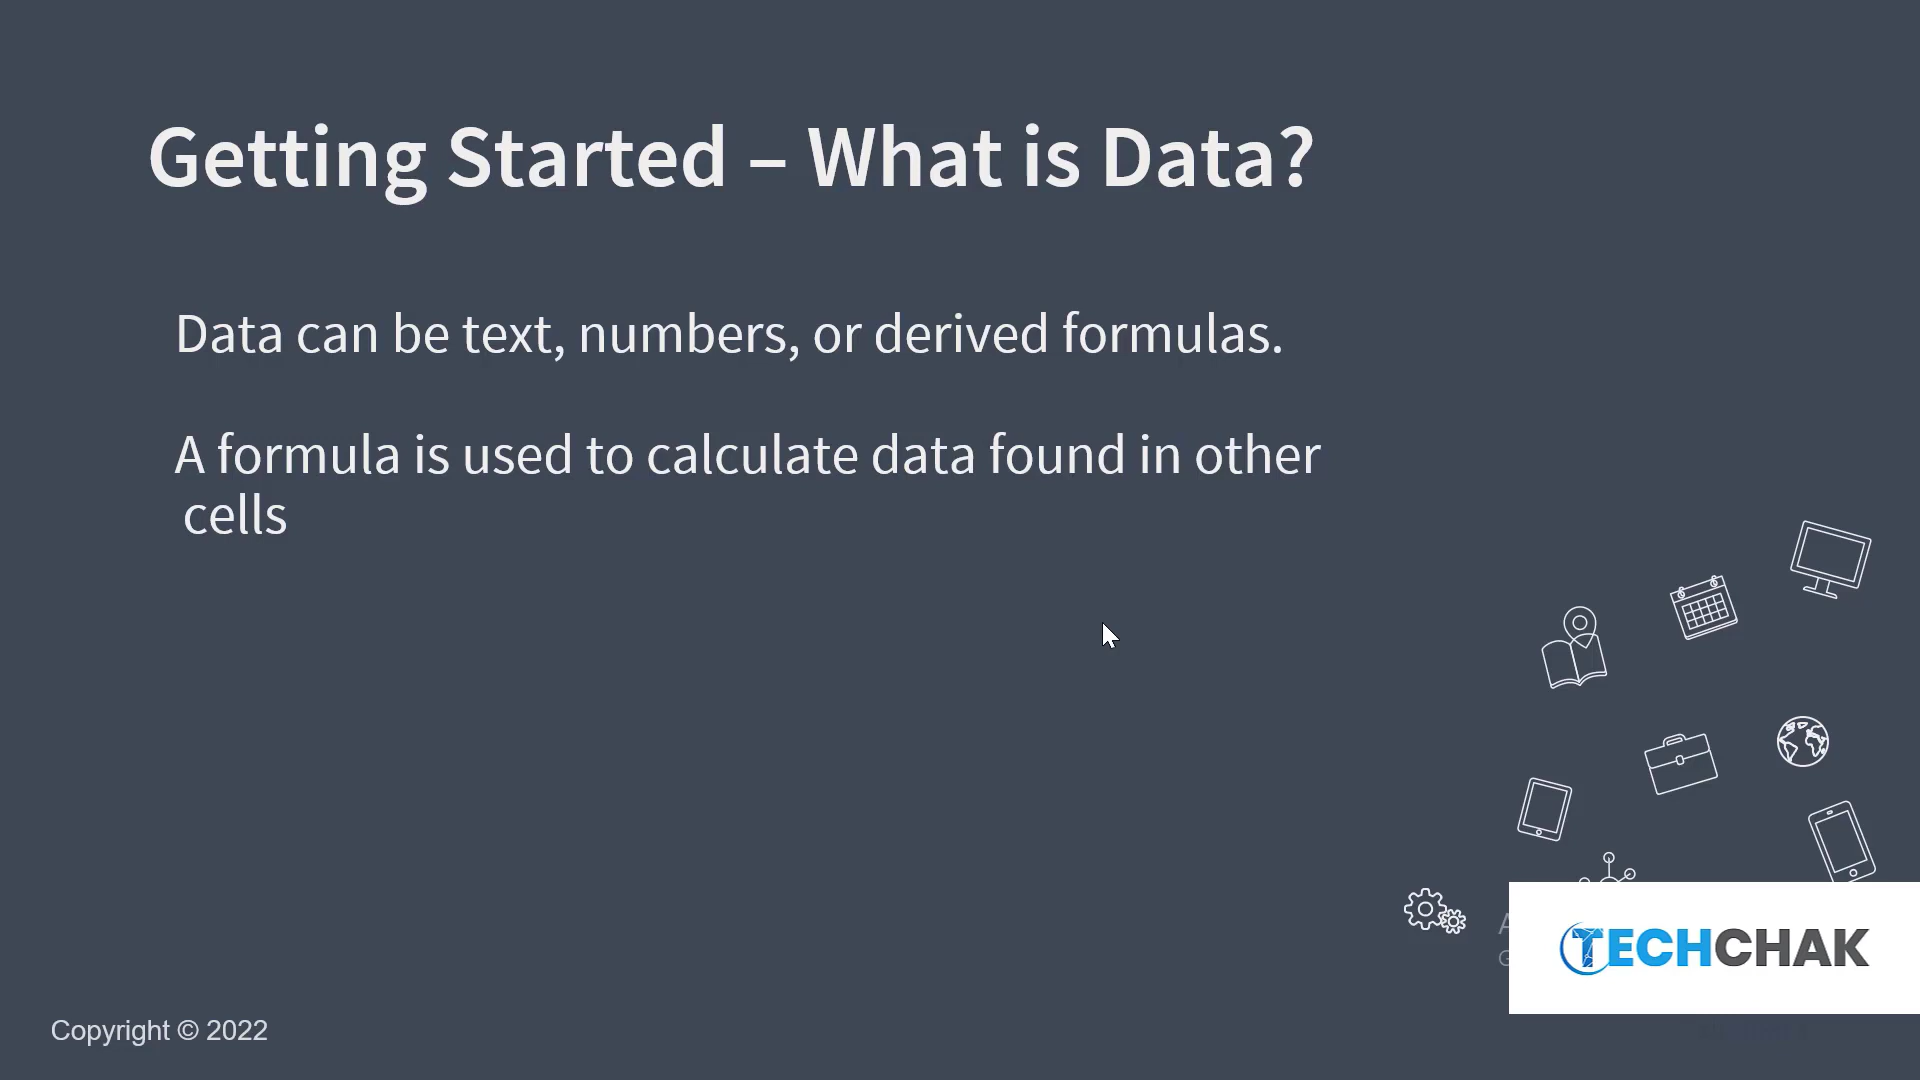 Getting Started – What is Data?
Data can be text, numbers, or derived formulas.
A formula is used to calculate data found in other
cells
TECHCHAK
Copyright © 2022